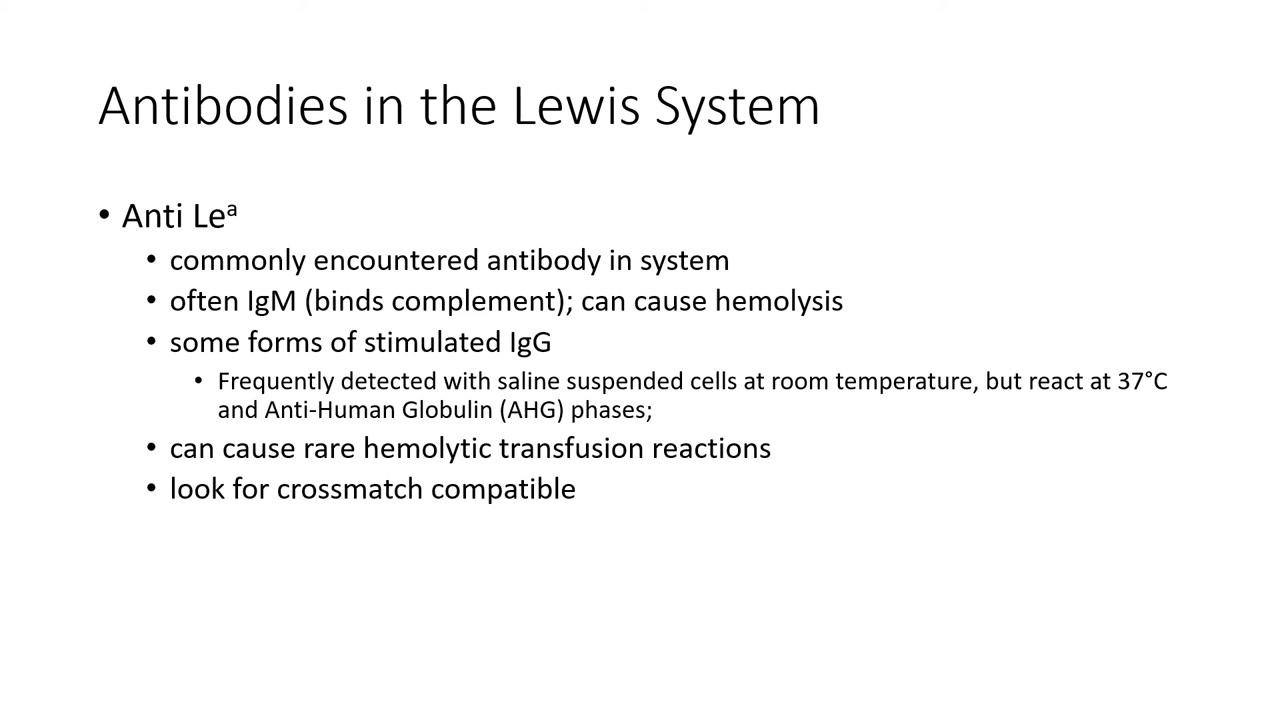 Antibodies in the Lewis System
• Anti Leᵃ
• commonly encountered antibody in system
• often IgM (binds complement); can cause hemolysis
• some forms of stimulated IgG
• Frequently detected with saline suspended cells at room temperature, but react at 37°C
and Anti-Human Globulin (AHG) phases;
• can cause rare hemolytic transfusion reactions
• look for crossmatch compatible